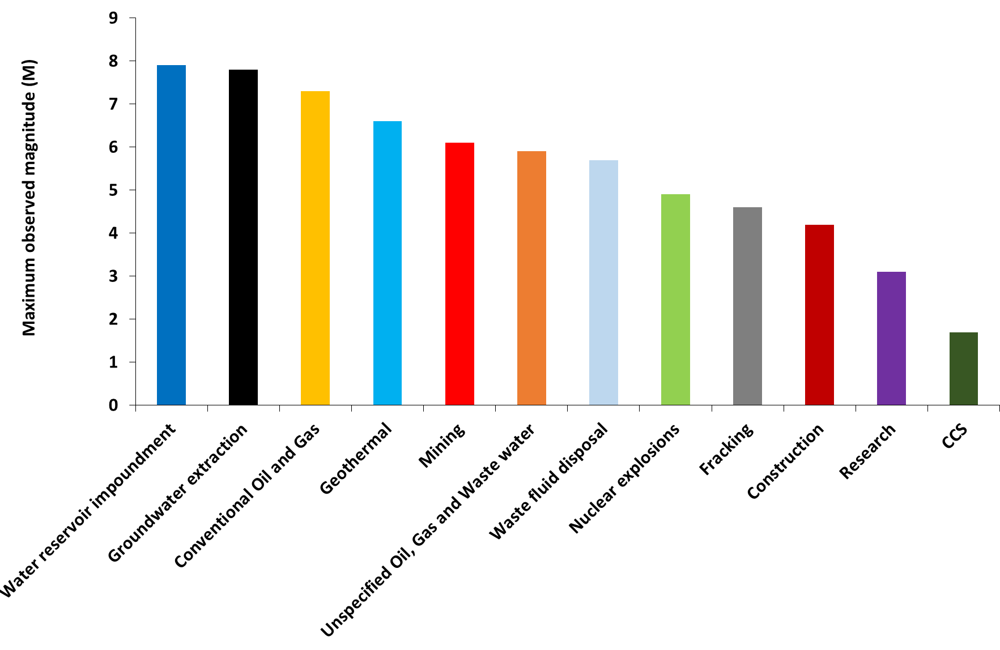 Maximum observed magnitude (M)
9
8
7
6
5
4
3
2
1
0
Water reservoir impoundment
Groundwater extraction
Conventional Oil and Gas
Geothermal
Mining
Unspecified Oil, Gas and Waste water
Waste fluid disposal
Nuclear explosions
Fracking
Construction
Research
CCS